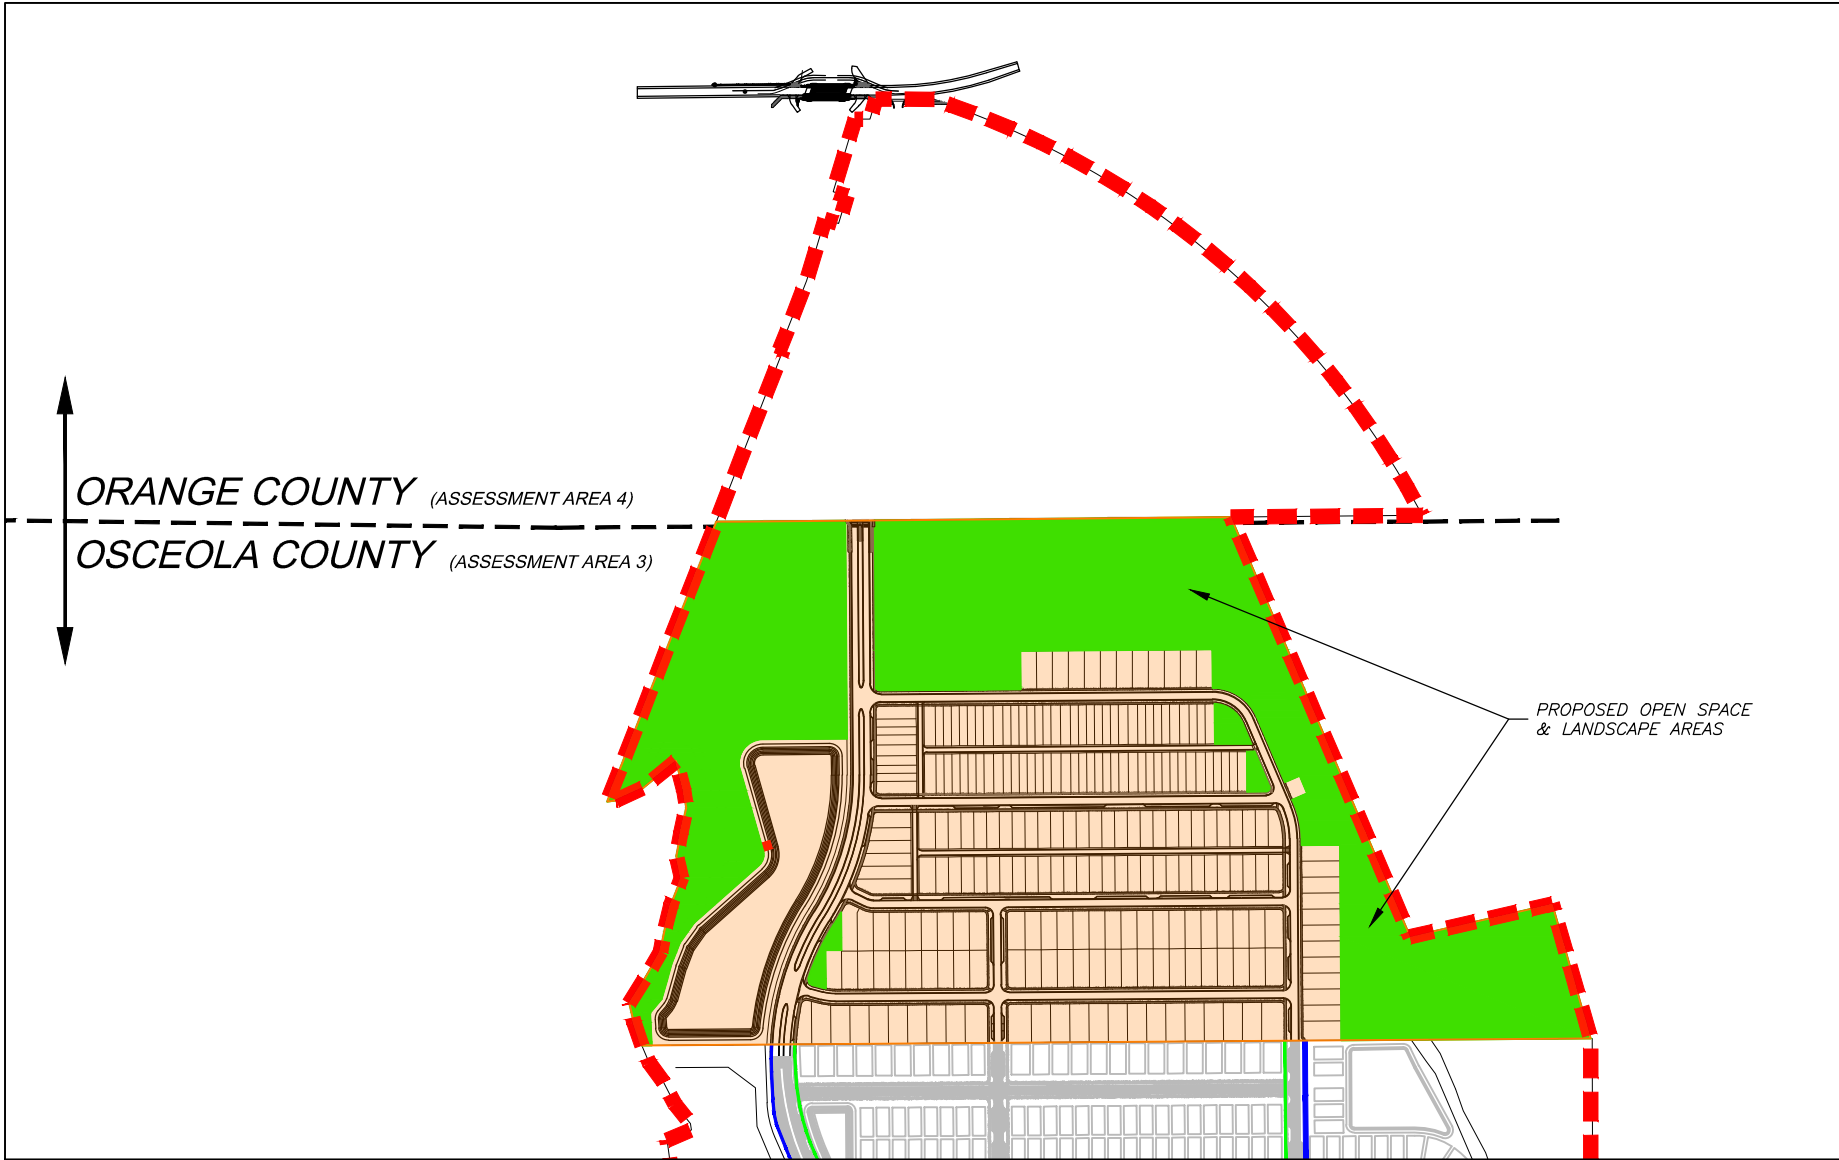 ORANGE COUNTY (ASSESSMENT AREA 4)
OSCEOLA COUNTY (ASSESSMENT AREA 3)
PROPOSED OPEN SPACE
& LANDSCAPE AREAS